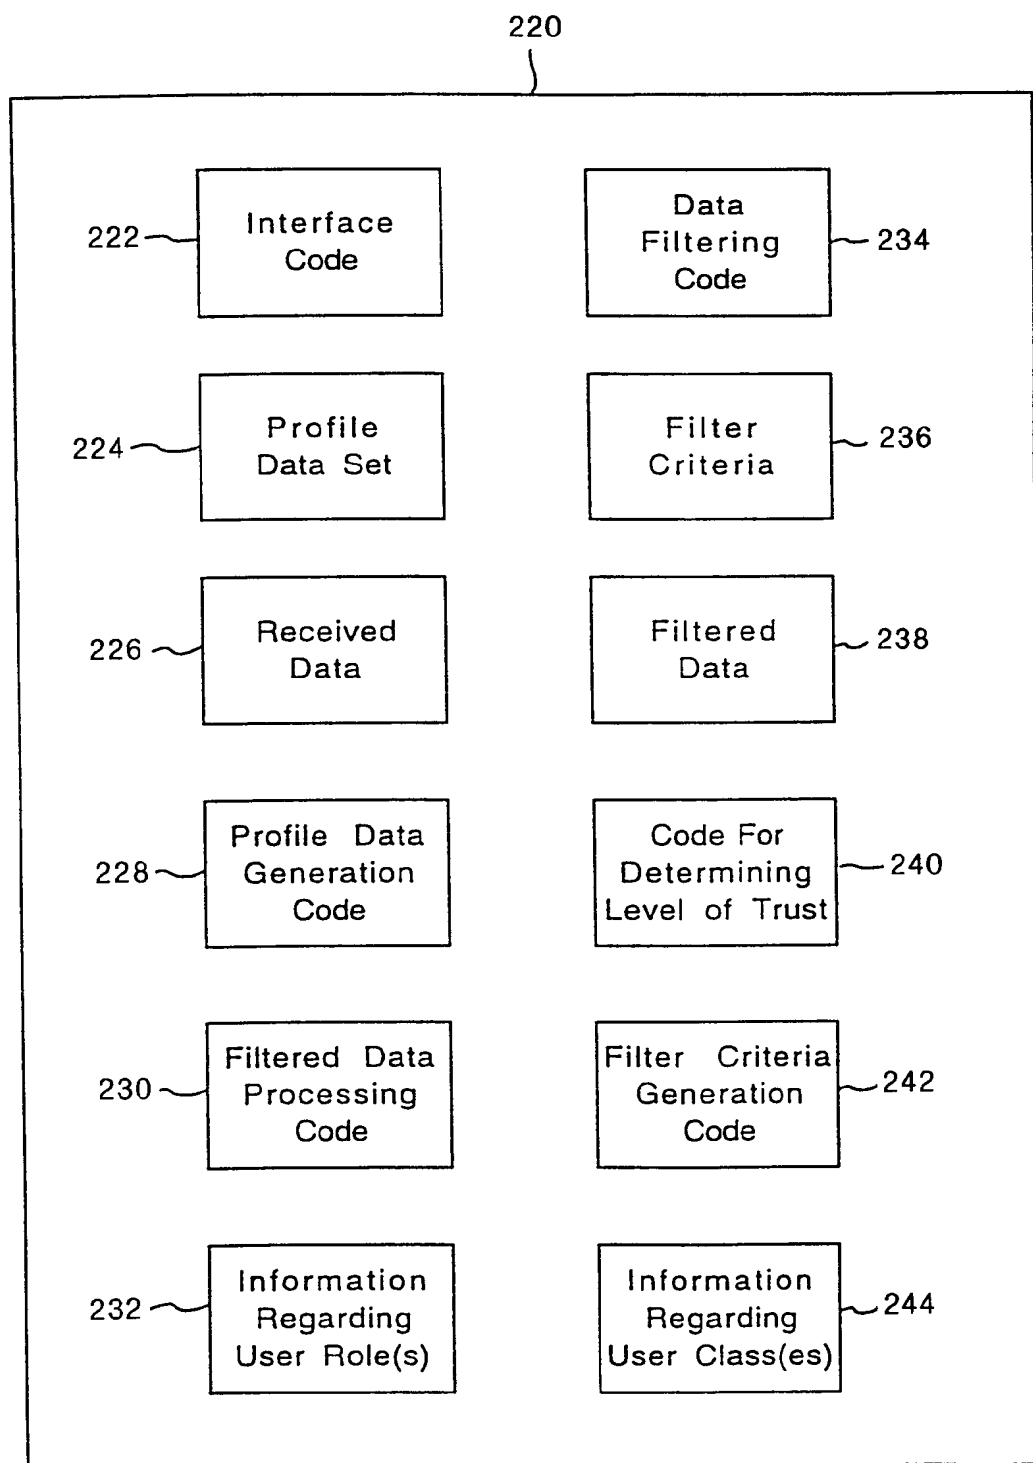 220
222
Interface
Code
Data
Filtering
Code
234
224
Profile
Data Set
Filter
Criteria
236
226
Received
Data
Filtered
Data
238
228
Profile Data
Generation
Code
Code For
Determining
Level of Trust
240
230
Filtered Data
Processing
Code
Filter Criteria
Generation
Code
242
232
Information
Regarding
User Role(s)
Information
Regarding
User Class(es)
244